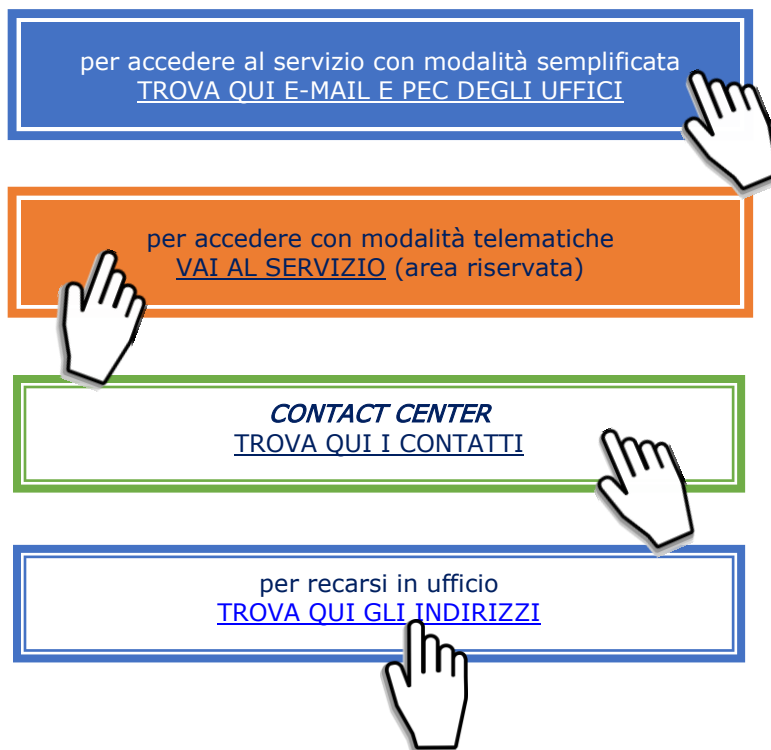 per accedere al servizio con modalità semplificata
TROVA QUI E-MAIL E PEC DEGLI UFFICI
per accedere con modalità telematiche
VAI AL SERVIZIO (area riservata)
CONTACT CENTER
TROVA QUI I CONTATTI
per recarsi in ufficio
TROVA QUI GLI INDIRIZZI